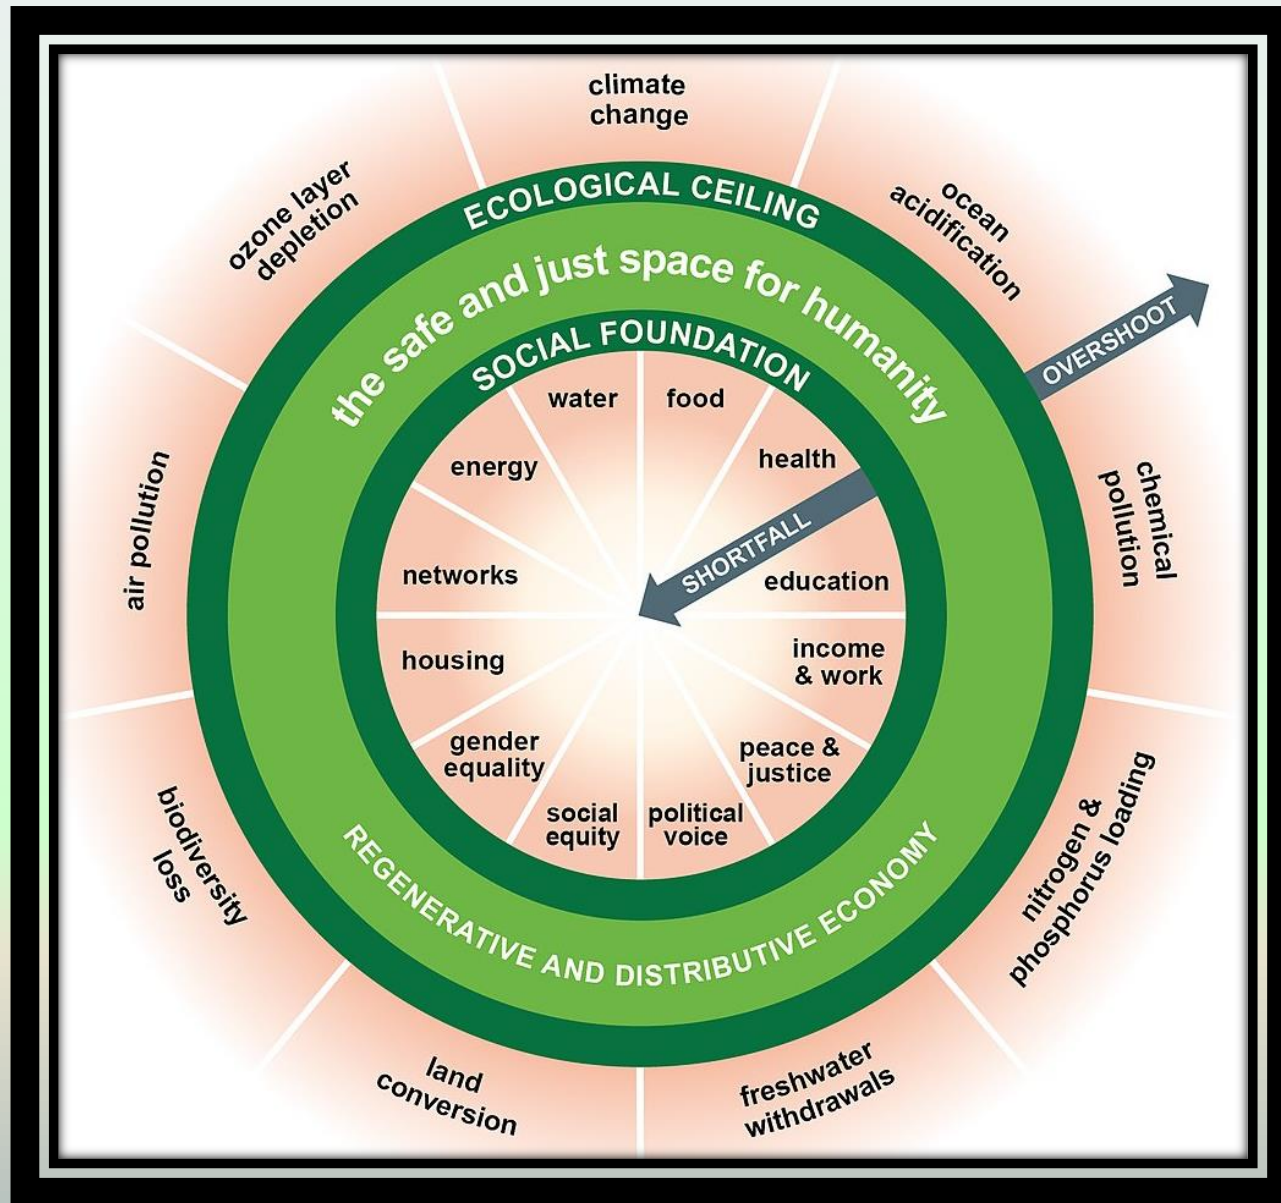 climate
change
ocean
acidification
chemical
pollution
nitrogen &
phosphorus loading
freshwater
withdrawals
land
conversion
biodiversity
loss
air pollution
ozone layer
depletion
ECOLOGICAL CEILING
the safe and just space for humanity
SOCIAL FOUNDATION
OVERSHOOT
SHORTFALL
water
food
health
education
income
& work
peace &
justice
political
voice
social
equity
gender
equality
housing
networks
energy
REGENERATIVE AND DISTRIBUTIVE ECONOMY